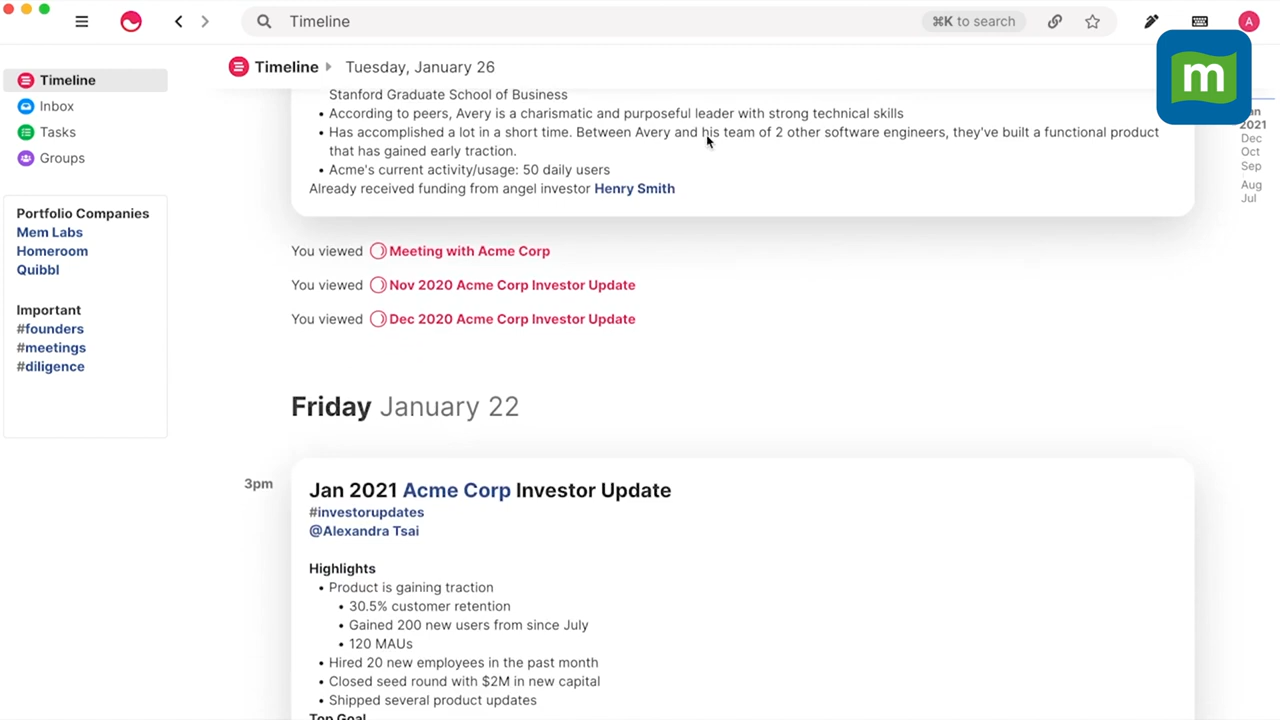 Timeline
⌘K to search
A
m
Timeline
Inbox
Tasks
Groups
Portfolio Companies
Mem Labs
Homeroom
Quibbl
Important
#founders
#meetings
#diligence
Timeline Tuesday, January 26
Stanford Graduate School of Business
• According to peers, Avery is a charismatic and purposeful leader with strong technical skills
• Has accomplished a lot in a short time. Between Avery and his team of 2 other software engineers, they've built a functional product
that has gained early traction.
• Acme's current activity/usage: 50 daily users
Already received funding from angel investor Henry Smith
You viewed Meeting with Acme Corp
You viewed Nov 2020 Acme Corp Investor Update
You viewed Dec 2020 Acme Corp Investor Update
Friday January 22
3pm
Jan 2021 Acme Corp Investor Update
#investorupdates
@Alexandra Tsai
Highlights
• Product is gaining traction
• 30.5% customer retention
• Gained 200 new users from since July
• 120 MAUs
• Hired 20 new employees in the past month
• Closed seed round with $2M in new capital
• Shipped several product updates
Top Goal
2021
Dec
Oct
Sep
Aug
Jul